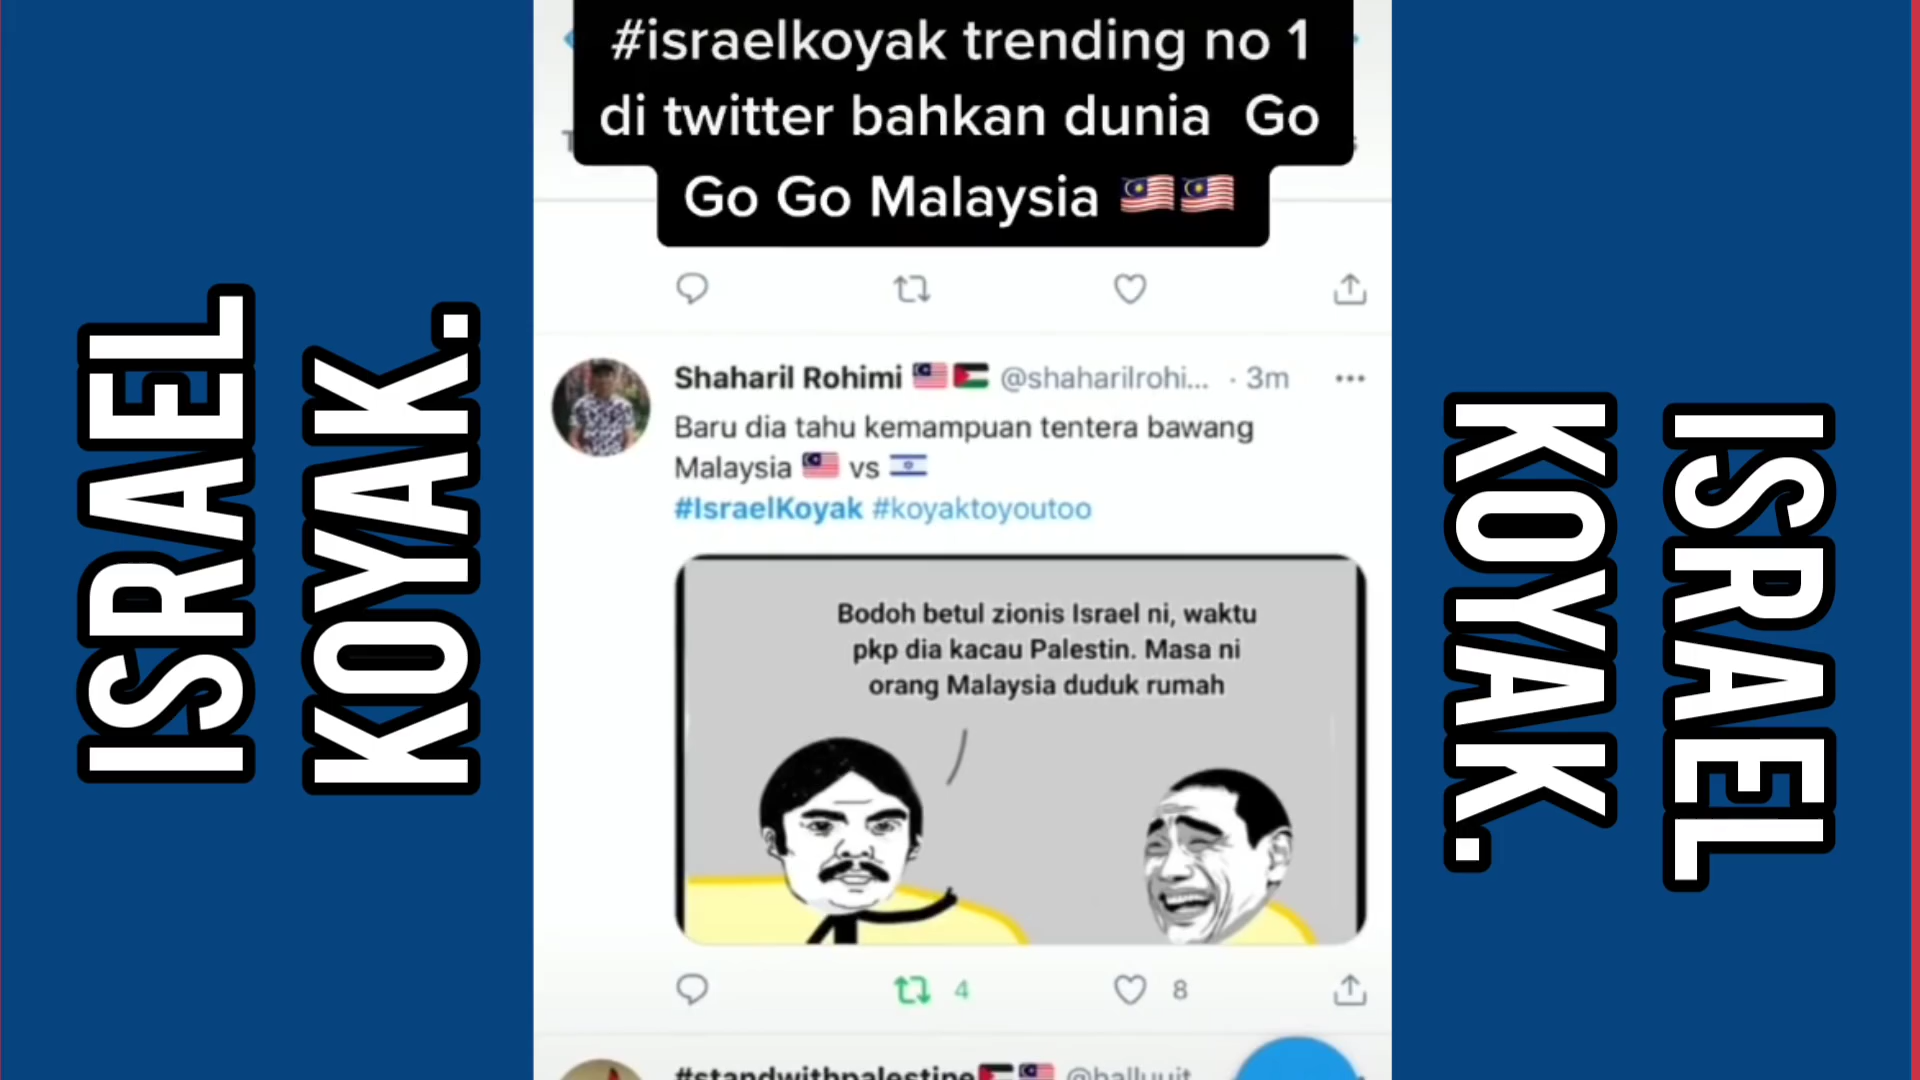 #israelkoyak trending no 1
di twitter bahkan dunia Go
Go Go Malaysia 🇲🇾🇲🇾
ISRAEL
KOYAK.
Shaharil Rohimi 🇲🇾🇵🇸 @shaharilrohi... · 3m
Baru dia tahu kemampuan tentera bawang
Malaysia 🇲🇾 vs 🇮🇱
#IsraelKoyak #koyaktoyoutoo
Bodoh betul zionis Israel ni, waktu
pkp dia kacau Palestin. Masa ni
orang Malaysia duduk rumah
4 8
#standwithpalestine🇵🇸🇲🇾 @halluuit
ISRAEL
KOYAK.